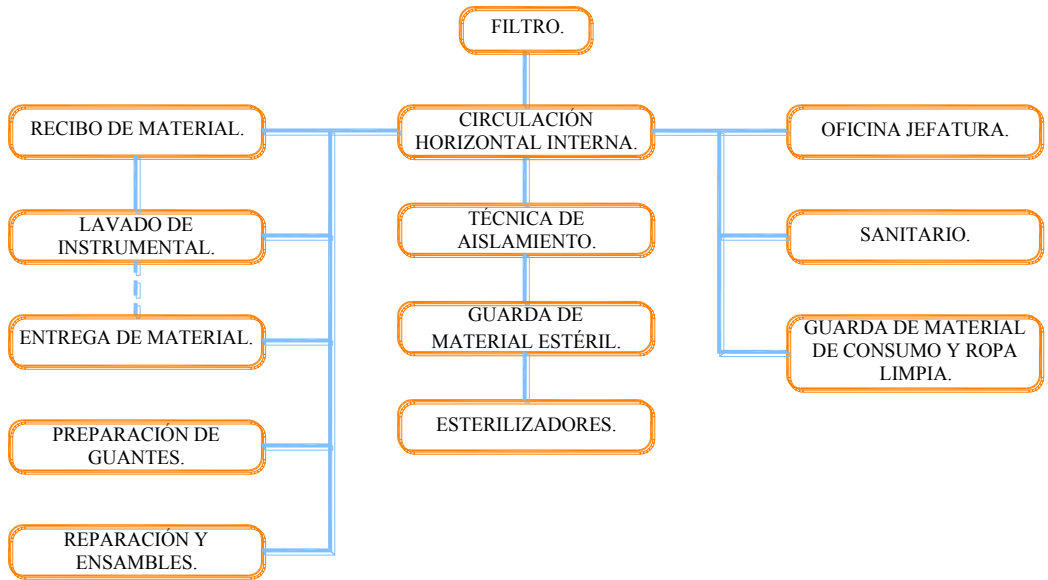 FILTRO.
RECIBO DE MATERIAL.
CIRCULACIÓN
HORIZONTAL INTERNA.
OFICINA JEFATURA.
LAVADO DE
INSTRUMENTAL.
TÉCNICA DE
AISLAMIENTO.
SANITARIO.
ENTREGA DE MATERIAL.
GUARDA DE
MATERIAL ESTÉRIL.
GUARDA DE MATERIAL
DE CONSUMO Y ROPA
LIMPIA.
PREPARACIÓN DE
GUANTES.
ESTERILIZADORES.
REPARACIÓN Y
ENSAMBLES.